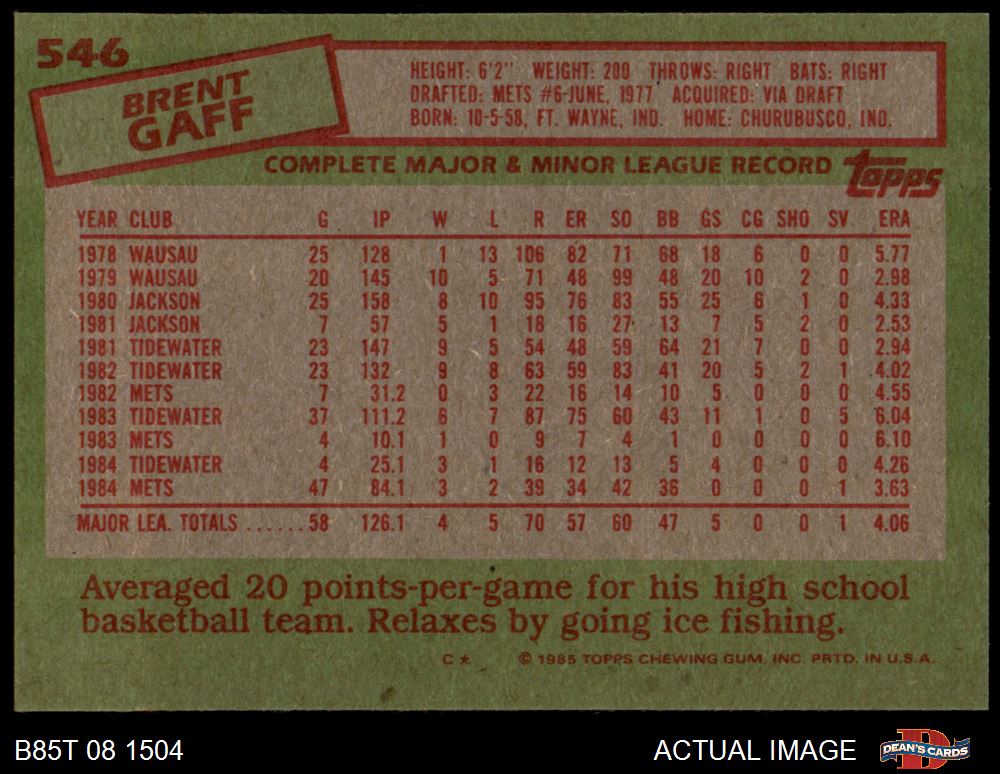 546
BRENT
GAFF
HEIGHT: 6'2" WEIGHT: 200 THROWS: RIGHT BATS: RIGHT
DRAFTED: METS #6-JUNE, 1977 ACQUIRED: VIA DRAFT
BORN: 10-5-58, FT. WAYNE, IND. HOME: CHURUBUSCO, IND.
COMPLETE MAJOR & MINOR LEAGUE RECORD topps
YEAR CLUB G IP W L R ER SO BB GS CG SHO SV ERA
1978 WAUSAU 25 128 1 13 106 82 71 68 18 6 0 0 5.77
1979 WAUSAU 20 145 10 5 71 48 99 48 20 10 2 0 2.98
1980 JACKSON 25 158 8 10 95 76 83 55 25 6 1 0 4.33
1981 JACKSON 7 57 5 1 18 16 27 13 7 5 2 0 2.53
1981 TIDEWATER 23 147 9 5 54 48 59 64 21 7 0 0 2.94
1982 TIDEWATER 23 132 9 8 63 59 83 41 20 5 2 1 4.02
1982 METS 7 31.2 0 3 22 16 14 10 5 0 0 0 4.55
1983 TIDEWATER 37 111.2 6 7 87 75 60 43 11 1 0 5 6.04
1983 METS 4 10.1 1 0 9 7 4 1 0 0 0 0 6.10
1984 TIDEWATER 4 25.1 3 1 16 12 13 5 4 0 0 0 4.26
1984 METS 47 84.1 3 2 39 34 42 36 0 0 0 1 3.63
MAJOR LEA. TOTALS ......58 126.1 4 5 70 57 60 47 5 0 0 1 4.06
Averaged 20 points-per-game for his high school
basketball team. Relaxes by going ice fishing.
C★ © 1985 TOPPS CHEWING GUM, INC. PRTD. IN U.S.A.
B85T 08 1504 ACTUAL IMAGE DEAN'S CARDS